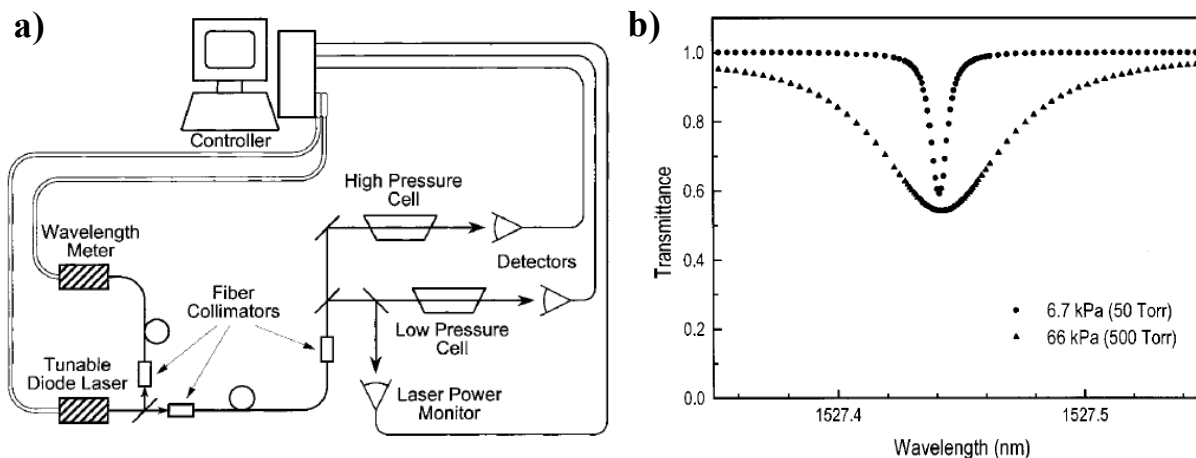 a)
Controller
High Pressure
Cell
Wavelength
Meter
Detectors
Fiber
Collimators
Low Pressure
Cell
Tunable
Diode Laser
Laser Power
Monitor
b)
Transmittance
1.0
0.8
0.6
0.4
0.2
0.0
6.7 kPa (50 Torr)
66 kPa (500 Torr)
1527.4
1527.5
Wavelength (nm)